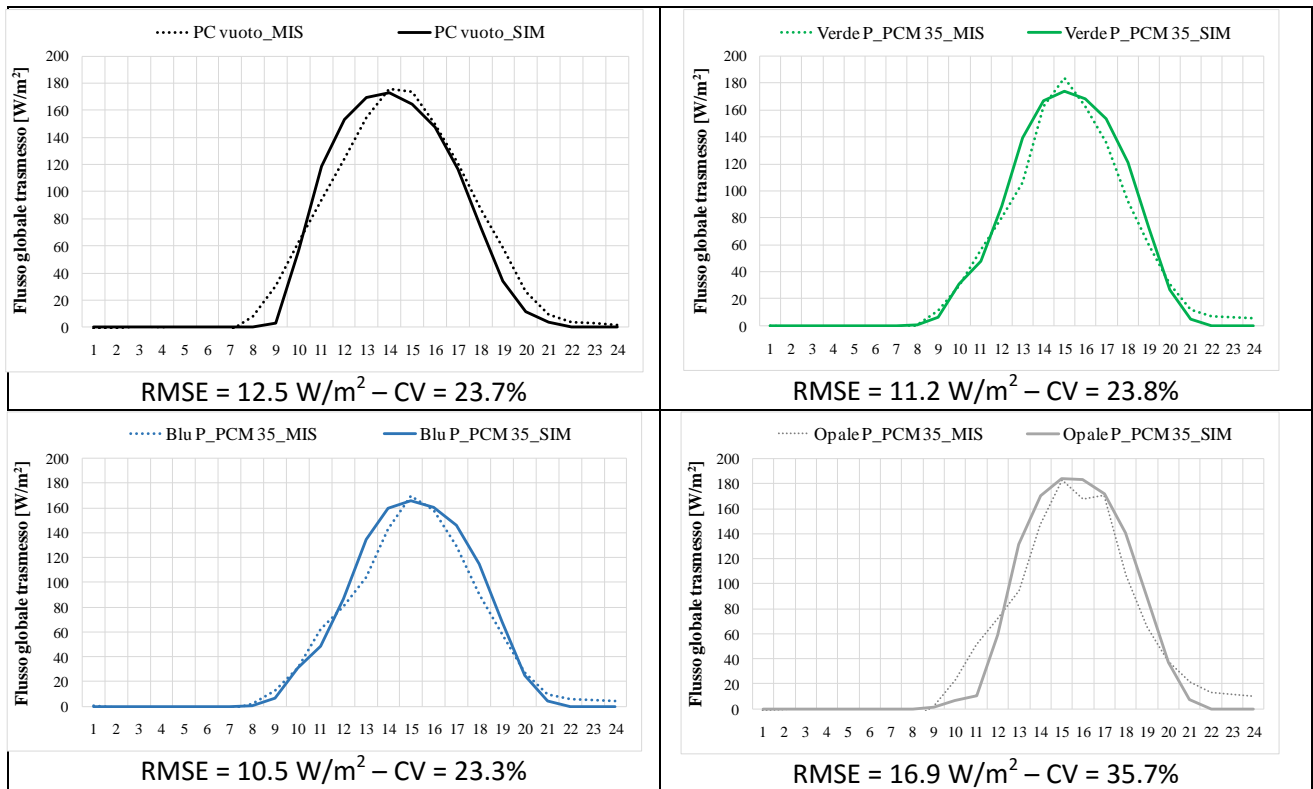 PC vuoto_MIS PC vuoto_SIM
Flusso globale trasmesso [W/m²]
200
180
160
140
120
100
80
60
40
20
0
1 2 3 4 5 6 7 8 9 10 11 12 13 14 15 16 17 18 19 20 21 22 23 24
RMSE = 12.5 W/m² – CV = 23.7%
Verde P_PCM 35_MIS Verde P_PCM 35_SIM
Flusso globale trasmesso [W/m²]
200
180
160
140
120
100
80
60
40
20
0
1 2 3 4 5 6 7 8 9 10 11 12 13 14 15 16 17 18 19 20 21 22 23 24
RMSE = 11.2 W/m² – CV = 23.8%
Blu P_PCM 35_MIS Blu P_PCM 35_SIM
Flusso globale trasmesso [W/m²]
200
180
160
140
120
100
80
60
40
20
0
1 2 3 4 5 6 7 8 9 10 11 12 13 14 15 16 17 18 19 20 21 22 23 24
RMSE = 10.5 W/m² – CV = 23.3%
Opale P_PCM 35_MIS Opale P_PCM 35_SIM
Flusso globale trasmesso [W/m²]
200
180
160
140
120
100
80
60
40
20
0
1 2 3 4 5 6 7 8 9 10 11 12 13 14 15 16 17 18 19 20 21 22 23 24
RMSE = 16.9 W/m² – CV = 35.7%